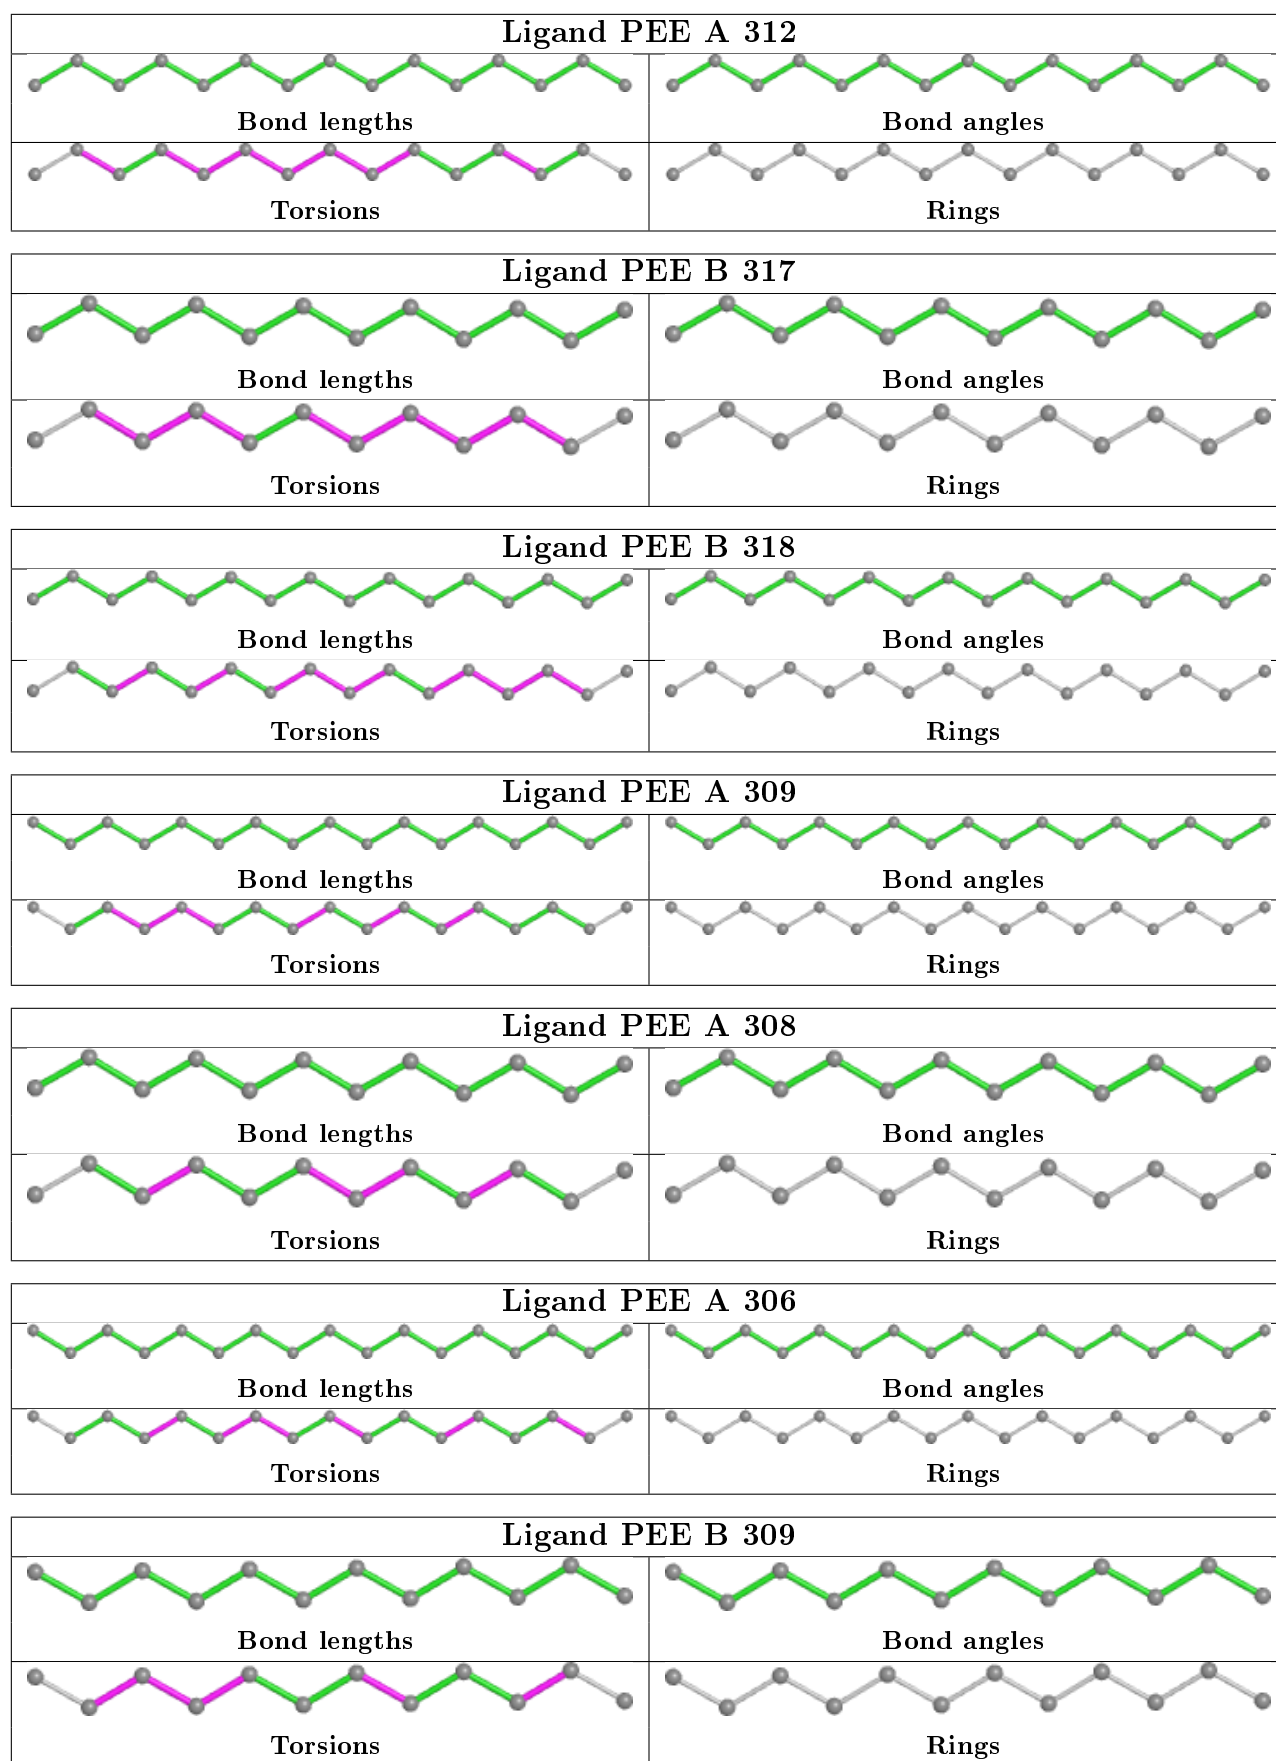 Ligand PEE A 312
Bond lengths Bond angles
Torsions Rings
Ligand PEE B 317
Bond lengths Bond angles
Torsions Rings
Ligand PEE B 318
Bond lengths Bond angles
Torsions Rings
Ligand PEE A 309
Bond lengths Bond angles
Torsions Rings
Ligand PEE A 308
Bond lengths Bond angles
Torsions Rings
Ligand PEE A 306
Bond lengths Bond angles
Torsions Rings
Ligand PEE B 309
Bond lengths Bond angles
Torsions Rings